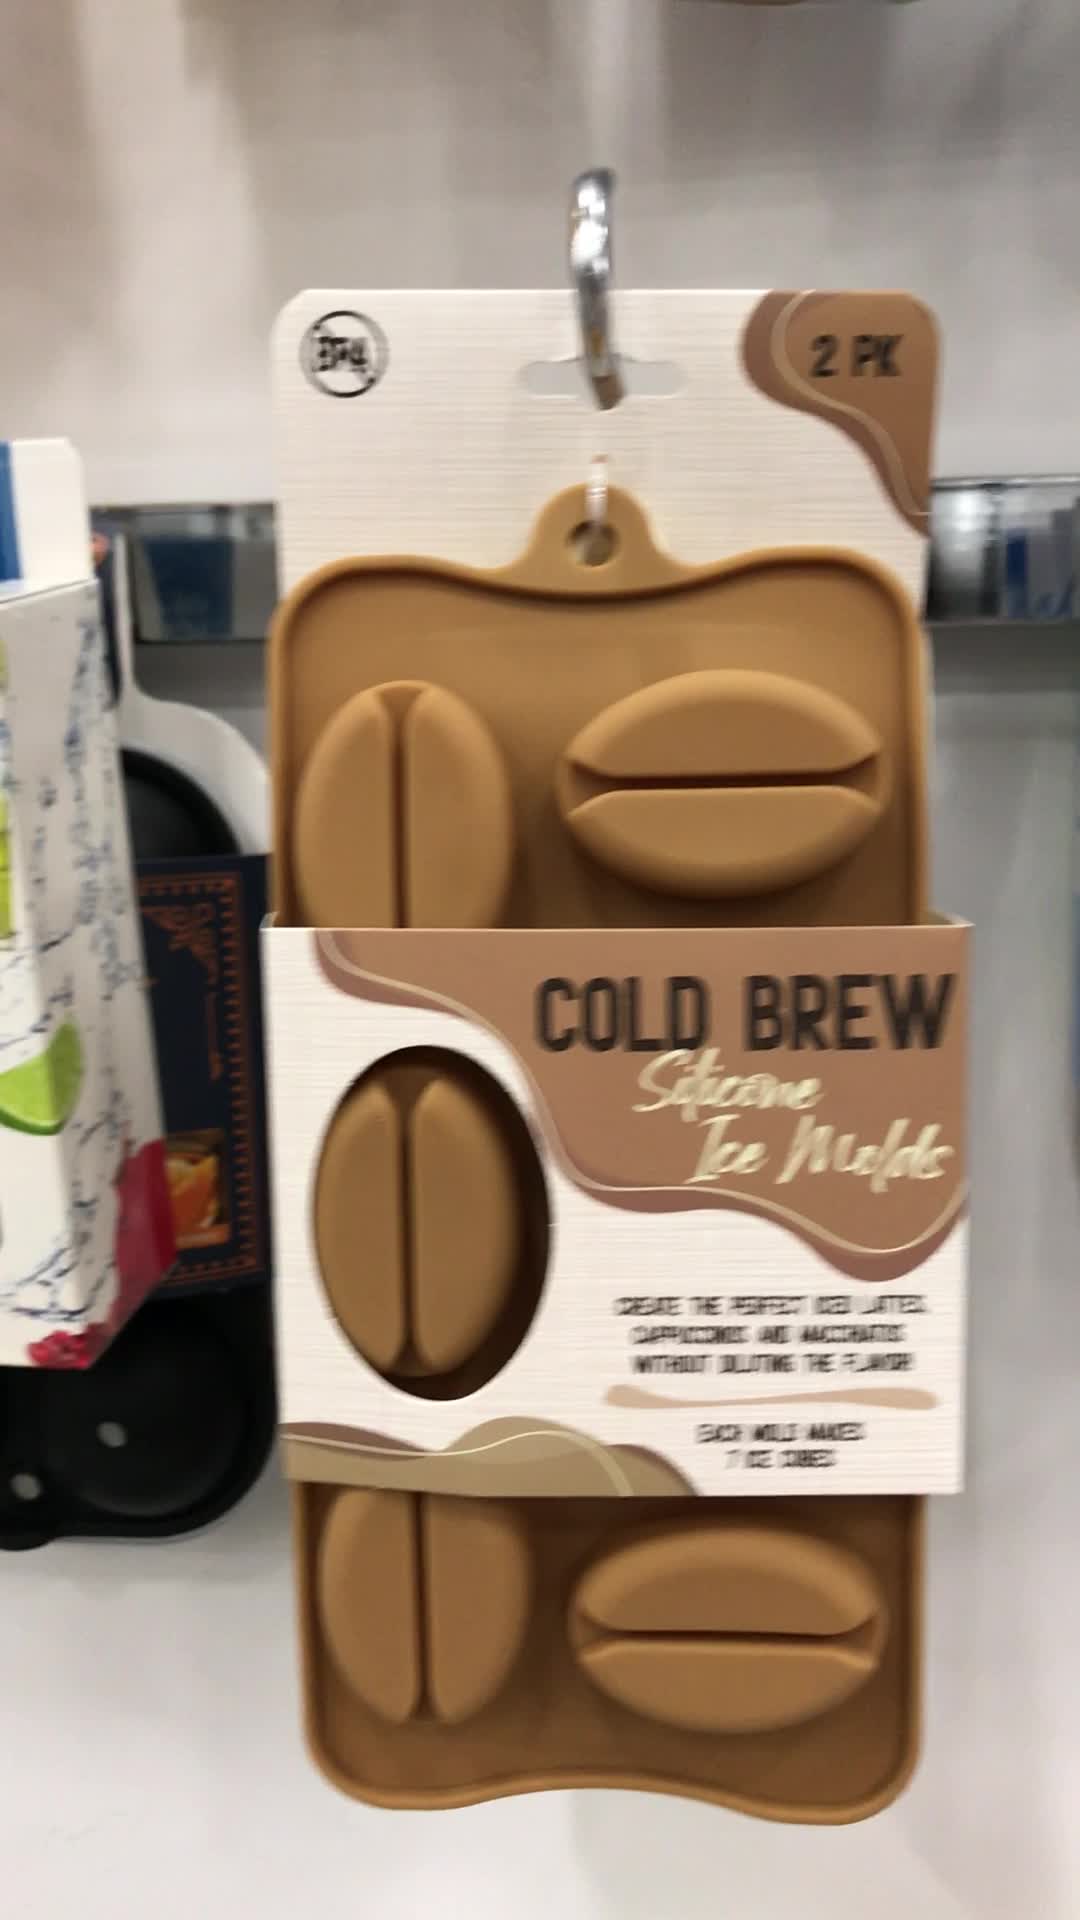 BPA
2 PK
COLD BREW
Silicone
Ice Molds
CREATE THE PERFECT ICED LATTES,
CAPPUCCINOS AND MACCHIATOS
WITHOUT DILUTING THE FLAVOR!
EACH MOLD MAKES
7 ICE CUBES